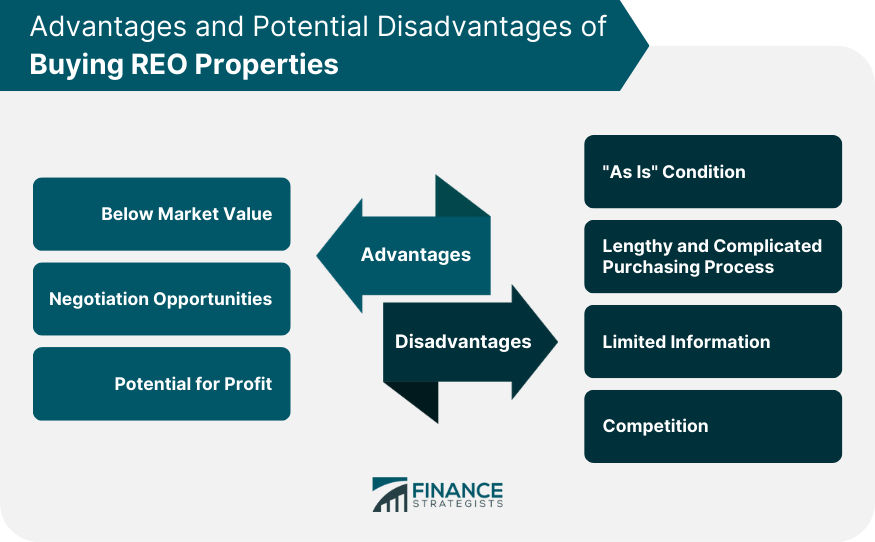 Advantages and Potential Disadvantages of
Buying REO Properties
Below Market Value
Negotiation Opportunities
Potential for Profit
Advantages
Disadvantages
"As Is" Condition
Lengthy and Complicated
Purchasing Process
Limited Information
Competition
FINANCE
STRATEGISTS